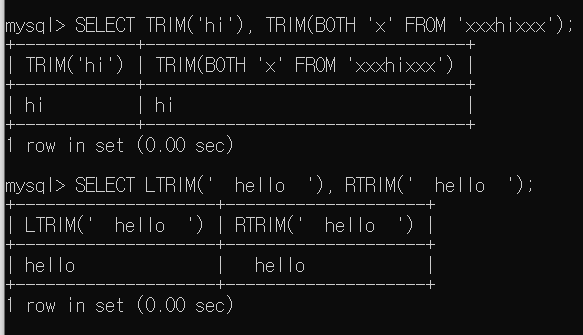 mysql> SELECT TRIM('hi'), TRIM(BOTH 'x' FROM 'xxxhixxx');
+------------+--------------------------------+
| TRIM('hi') | TRIM(BOTH 'x' FROM 'xxxhixxx') |
+------------+--------------------------------+
| hi         | hi                             |
+------------+--------------------------------+
1 row in set (0.00 sec)
mysql> SELECT LTRIM('  hello  '), RTRIM('  hello  ');
+--------------------+--------------------+
| LTRIM('  hello  ') | RTRIM('  hello  ') |
+--------------------+--------------------+
| hello              |   hello            |
+--------------------+--------------------+
1 row in set (0.00 sec)